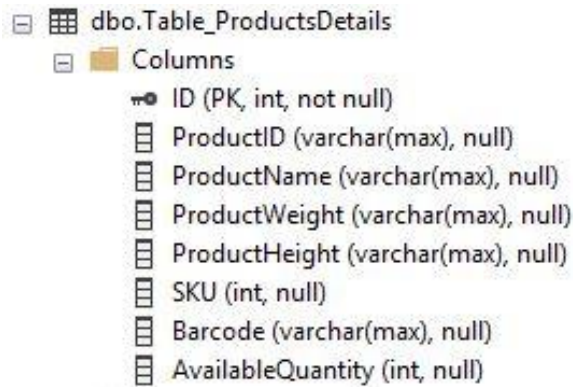 dbo.Table_ProductsDetails
Columns
ID (PK, int, not null)
ProductID (varchar(max), null)
ProductName (varchar(max), null)
ProductWeight (varchar(max), null)
ProductHeight (varchar(max), null)
SKU (int, null)
Barcode (varchar(max), null)
AvailableQuantity (int, null)